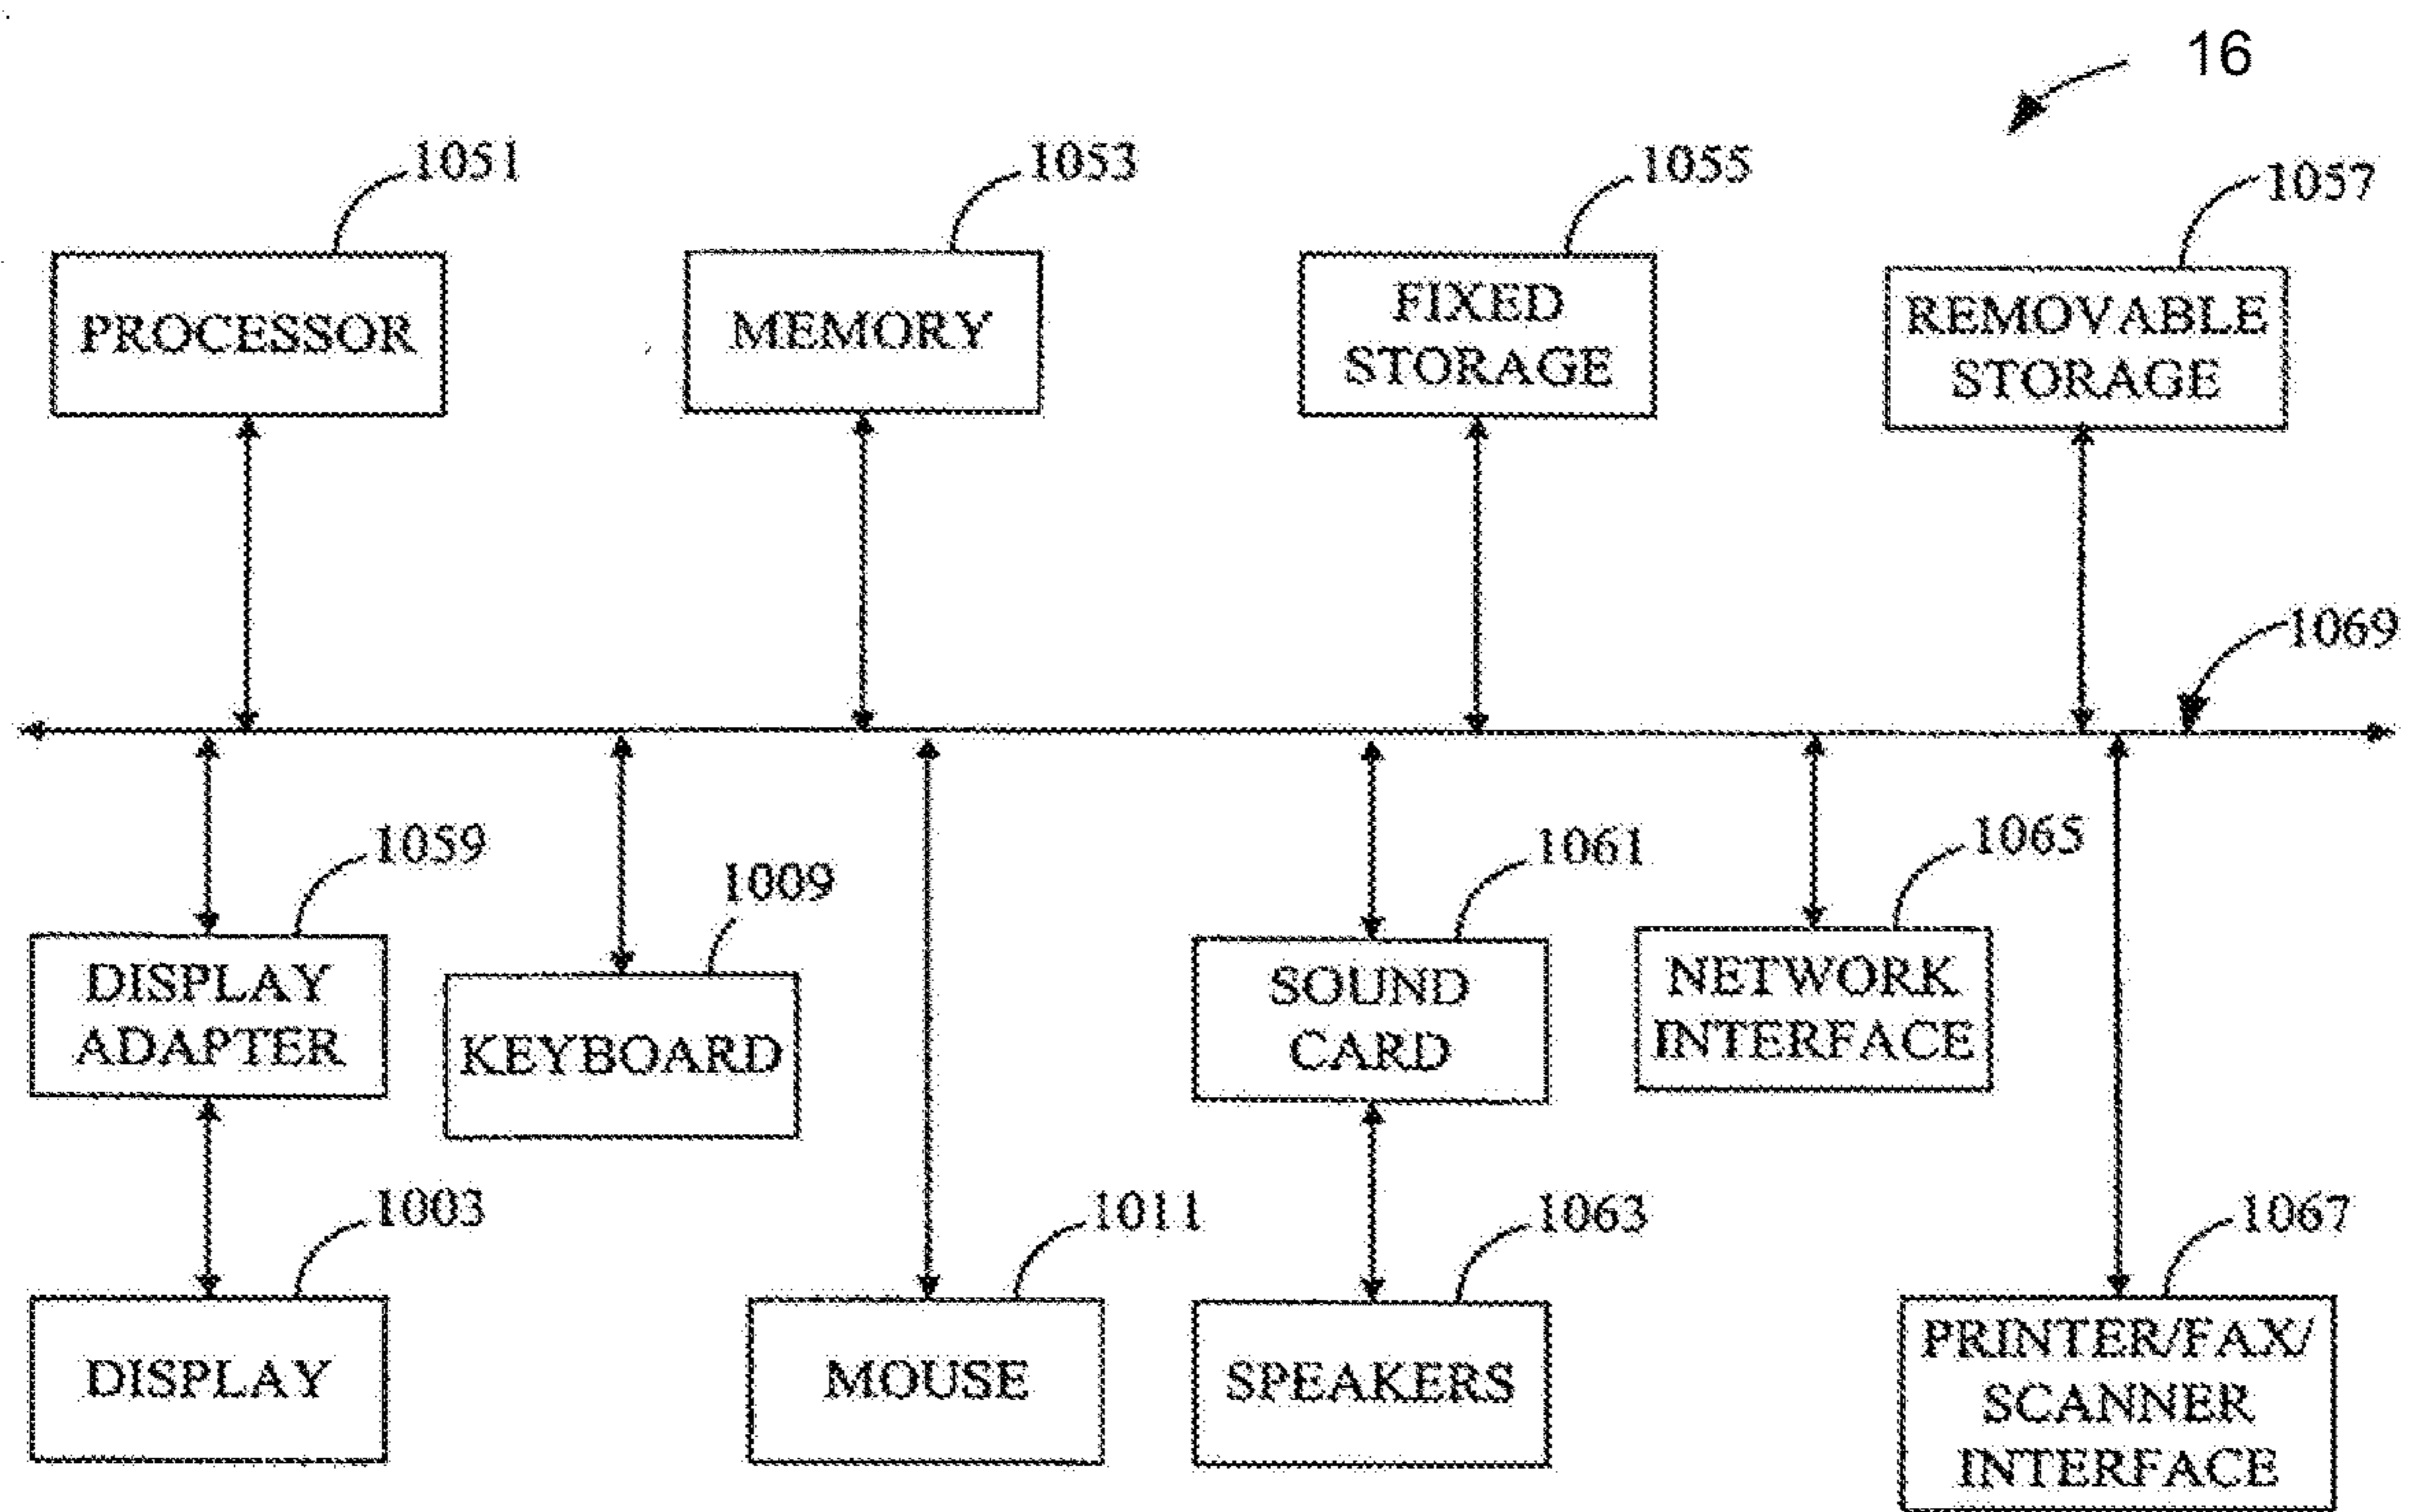 16
1051
1053
1055
1057
PROCESSOR
MEMORY
FIXED
STORAGE
REMOVABLE
STORAGE
1069
1059
1009
1061
1065
DISPLAY
ADAPTER
KEYBOARD
SOUND
CARD
NETWORK
INTERFACE
1003
1011
1063
1067
DISPLAY
MOUSE
SPEAKERS
PRINTER/FAX/
SCANNER
INTERFACE